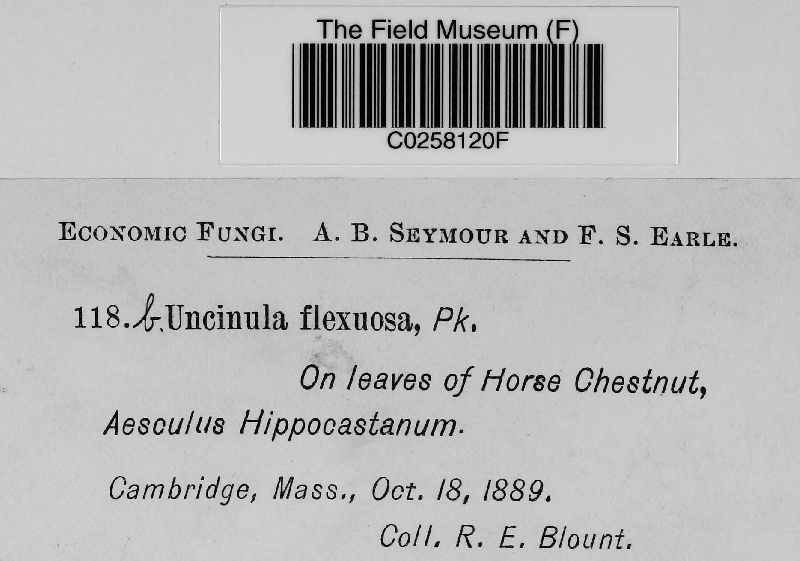 The Field Museum (F)
C0258120F
ECONOMIC FUNGI. A. B. SEYMOUR AND F. S. EARLE.
118. b. Uncinula flexuosa, Pk.
On leaves of Horse Chestnut,
Aesculus Hippocastanum.
Cambridge, Mass., Oct. 18, 1889.
Coll. R. E. Blount.